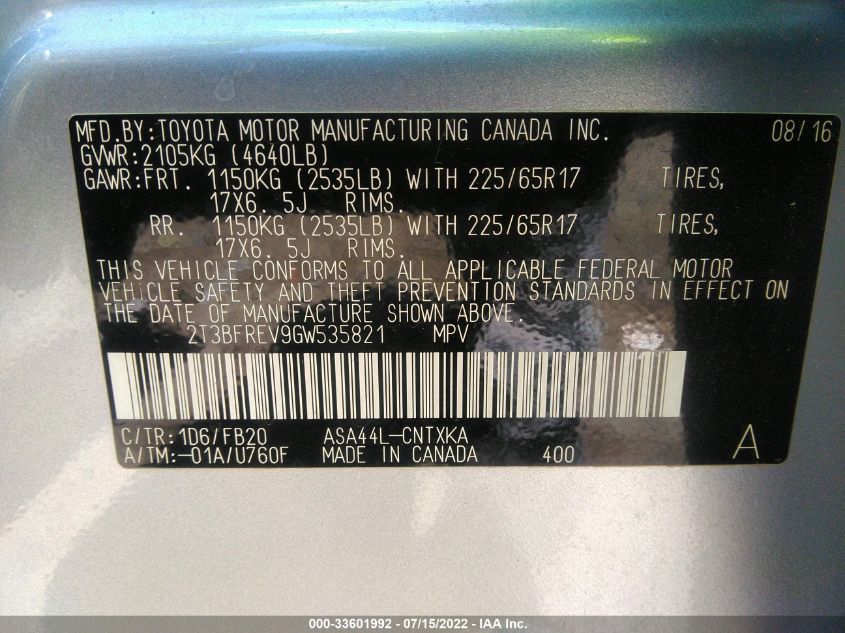 MFD.BY:TOYOTA MOTOR MANUFACTURING CANADA INC. 08/16
GVWR:2105KG (4640LB)
GAWR:FRT. 1150KG (2535LB) WITH 225/65R17 TIRES,
17X6. 5J RIMS.
RR. 1150KG (2535LB) WITH 225/65R17 TIRES,
17X6. 5J RIMS.
THIS VEHICLE CONFORMS TO ALL APPLICABLE FEDERAL MOTOR
VEHICLE SAFETY AND THEFT PREVENTION STANDARDS IN EFFECT ON
THE DATE OF MANUFACTURE SHOWN ABOVE.
2T3BFREV9GW535821 MPV
C/TR:1D6/FB20 ASA44L-CNTXKA
A/TM:-01A/U760F MADE IN CANADA 400 A
000-33601992 - 07/15/2022 - IAA Inc.